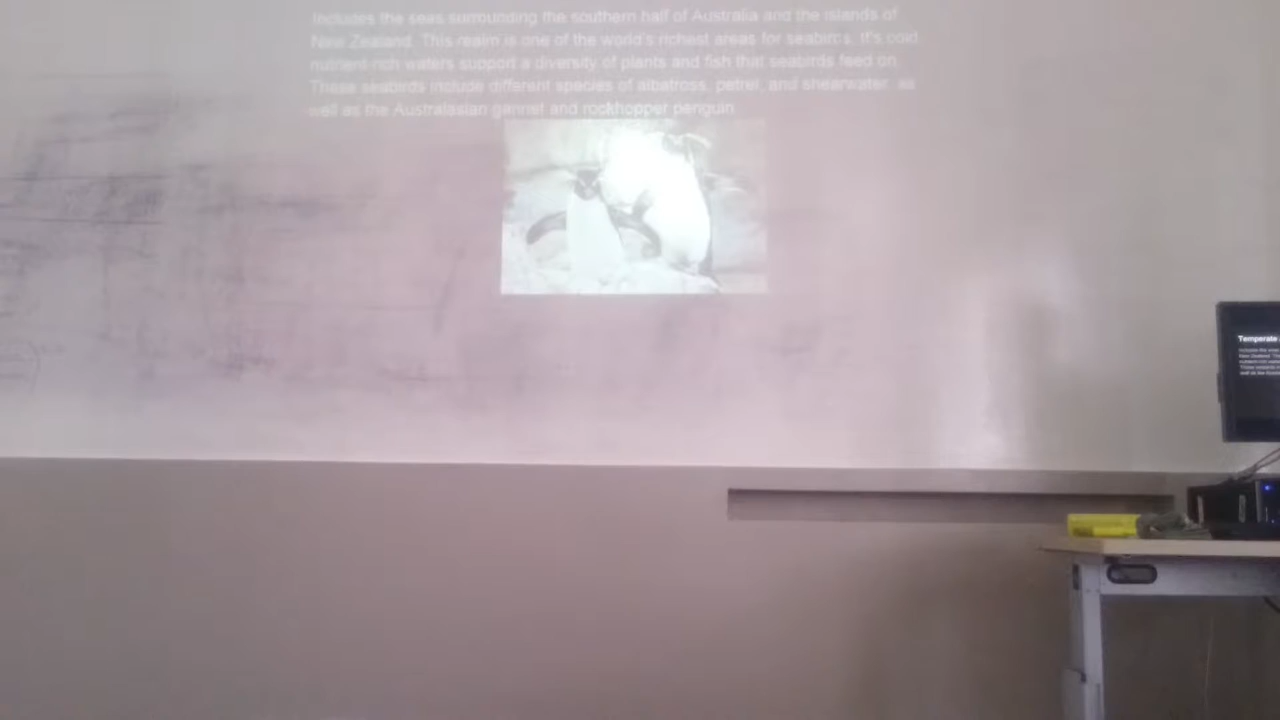 Includes the seas surrounding the southern half of Australia and the islands of
New Zealand. This realm is one of the world's richest areas for seabirds. It's cold
nutrient-rich waters support a diversity of plants and fish that seabirds feed on.
These seabirds include different species of albatross, petrel, and shearwater, as
well as the Australasian gannet and rockhopper penguin.
Temperate